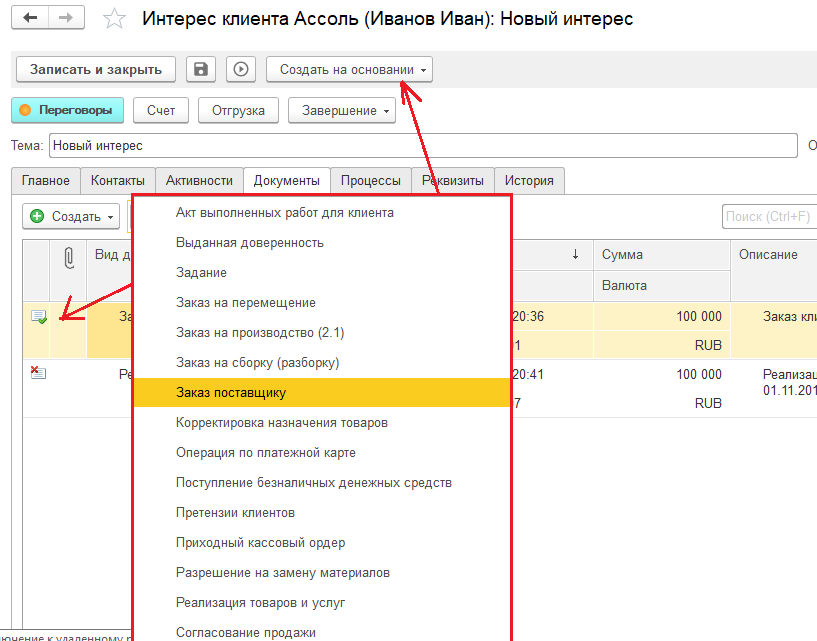 Интерес клиента Ассоль (Иванов Иван): Новый интерес
Записать и закрыть Создать на основании
Переговоры Счет Отгрузка Завершение
Тема: Новый интерес
Главное Контакты Активности Документы Процессы Реквизиты История
Создать Поиск (Ctrl+F)
Вид д Сумма Описание
Валюта
За 20:36 100 000 Заказ кли
1 RUB
Ре 20:41 100 000 Реализац
01.11.201
7 RUB
Акт выполненных работ для клиента
Выданная доверенность
Задание
Заказ на перемещение
Заказ на производство (2.1)
Заказ на сборку (разборку)
Заказ поставщику
Корректировка назначения товаров
Операция по платежной карте
Поступление безналичных денежных средств
Претензии клиентов
Приходный кассовый ордер
Разрешение на замену материалов
Реализация товаров и услуг
Согласование продажи